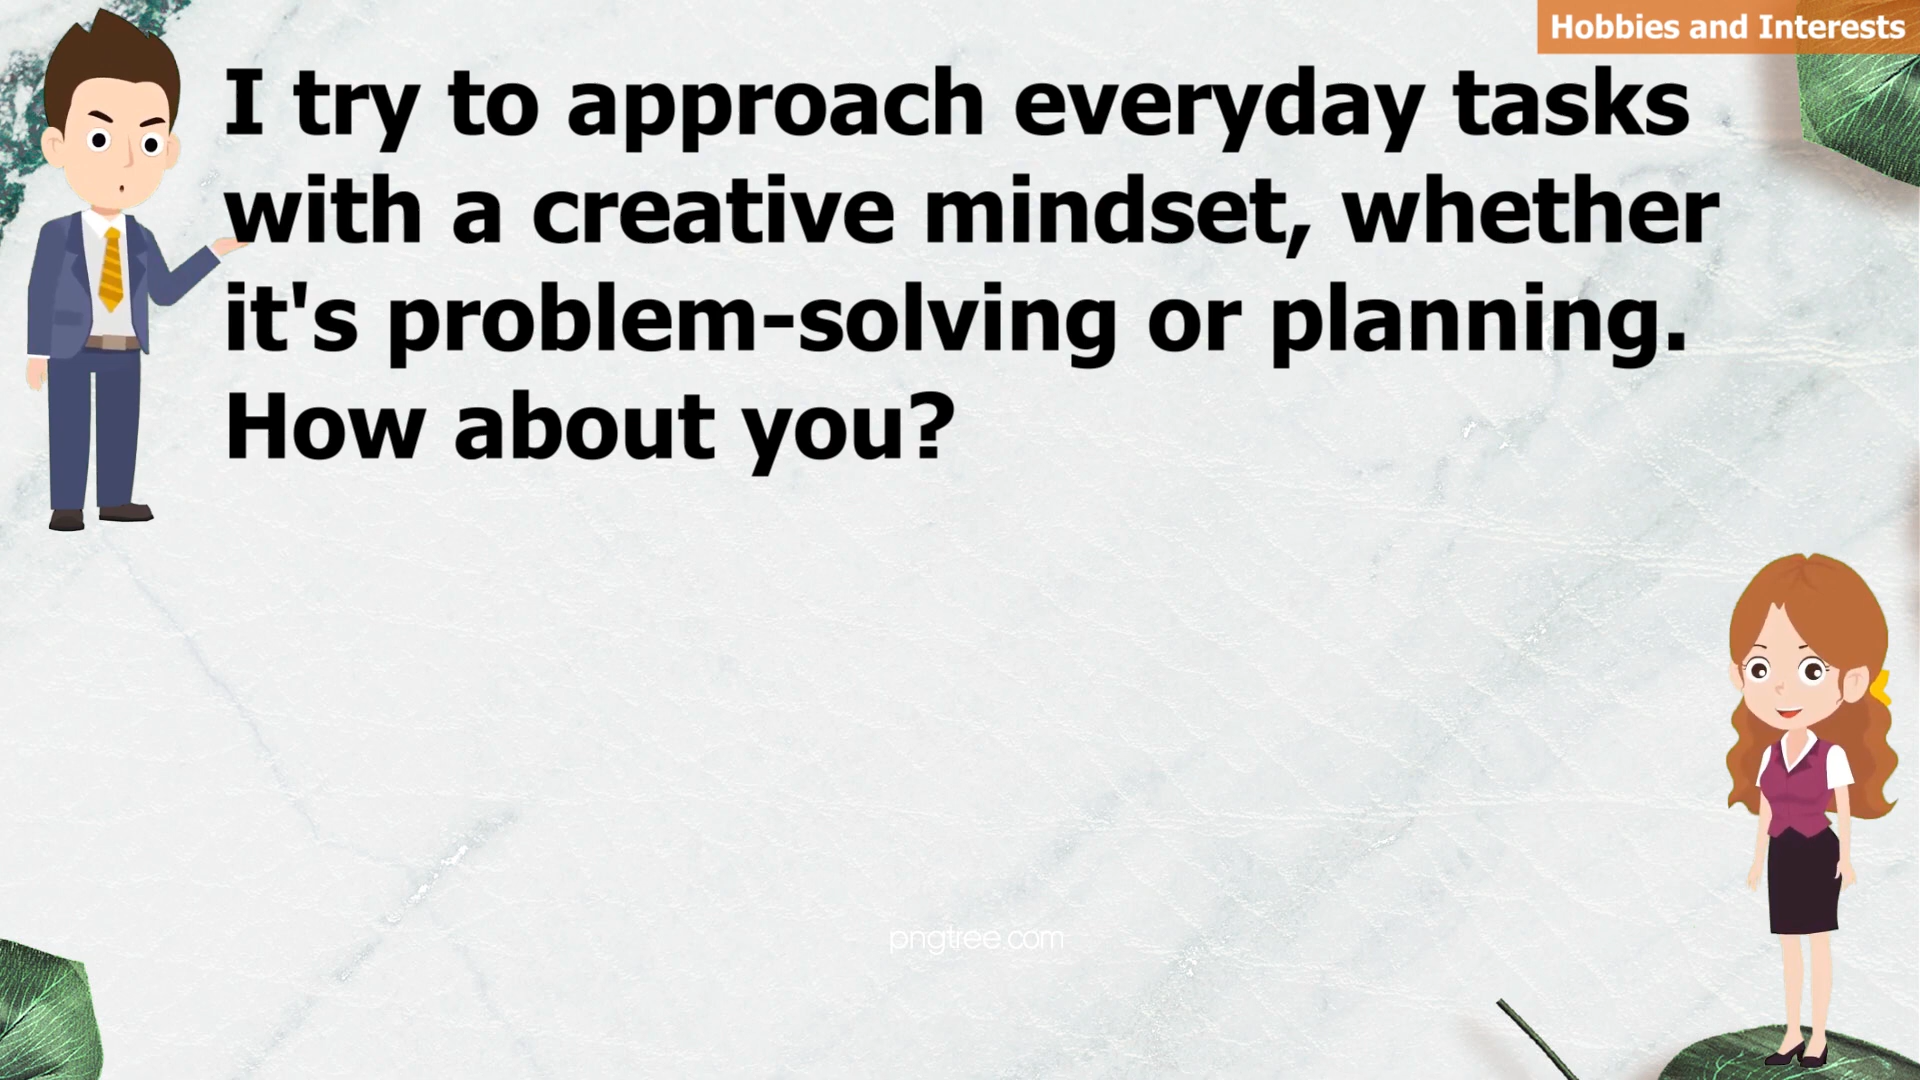 Hobbies and Interests
I try to approach everyday tasks
with a creative mindset, whether
it's problem-solving or planning.
How about you?
pngtree.com